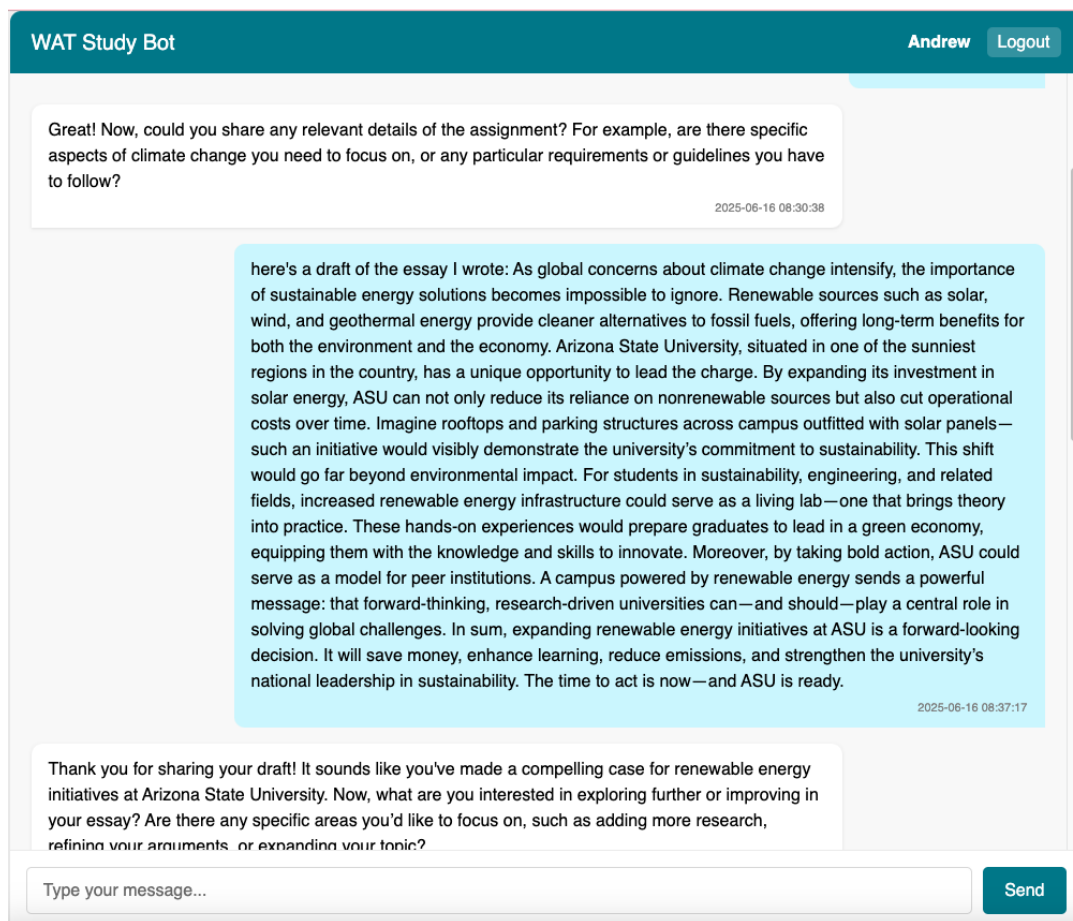 WAT Study Bot
Andrew
Logout
Great! Now, could you share any relevant details of the assignment? For example, are there specific
aspects of climate change you need to focus on, or any particular requirements or guidelines you have
to follow?
2025-06-16 08:30:38
here's a draft of the essay I wrote: As global concerns about climate change intensify, the importance
of sustainable energy solutions becomes impossible to ignore. Renewable sources such as solar,
wind, and geothermal energy provide cleaner alternatives to fossil fuels, offering long-term benefits for
both the environment and the economy. Arizona State University, situated in one of the sunniest
regions in the country, has a unique opportunity to lead the charge. By expanding its investment in
solar energy, ASU can not only reduce its reliance on nonrenewable sources but also cut operational
costs over time. Imagine rooftops and parking structures across campus outfitted with solar panels—
such an initiative would visibly demonstrate the university's commitment to sustainability. This shift
would go far beyond environmental impact. For students in sustainability, engineering, and related
fields, increased renewable energy infrastructure could serve as a living lab—one that brings theory
into practice. These hands-on experiences would prepare graduates to lead in a green economy,
equipping them with the knowledge and skills to innovate. Moreover, by taking bold action, ASU could
serve as a model for peer institutions. A campus powered by renewable energy sends a powerful
message: that forward-thinking, research-driven universities can—and should—play a central role in
solving global challenges. In sum, expanding renewable energy initiatives at ASU is a forward-looking
decision. It will save money, enhance learning, reduce emissions, and strengthen the university's
national leadership in sustainability. The time to act is now—and ASU is ready.
2025-06-16 08:37:17
Thank you for sharing your draft! It sounds like you've made a compelling case for renewable energy
initiatives at Arizona State University. Now, what are you interested in exploring further or improving in
your essay? Are there any specific areas you'd like to focus on, such as adding more research,
refining your arguments, or expanding your topic?
Type your message...
Send